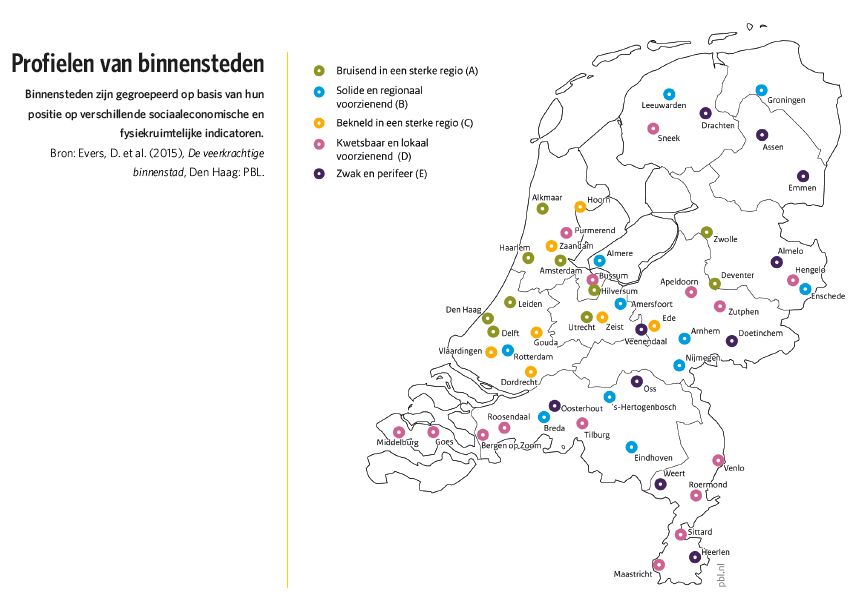 Profielen van binnensteden
Binnensteden zijn gegroepeerd op basis van hun
positie op verschillende sociaaleconomische en
fysiekruimtelijke indicatoren.
Bron: Evers, D. et al. (2015), De veerkrachtige
binnenstad, Den Haag: PBL.
Bruisend in een sterke regio (A)
Solide en regionaal
voorzienend (B)
Bekneld in een sterke regio (C)
Kwetsbaar en lokaal
voorzienend (D)
Zwak en perifeer (E)
Leeuwarden
Groningen
Drachten
Sneek
Assen
Emmen
Alkmaar
Hoorn
Purmerend
Zwolle
Haarlem
Zaandam
Almere
Almelo
Amsterdam
Bussum
Hengelo
Deventer
Apeldoorn
Hilversum
Enschede
Leiden
Amersfoort
Zutphen
Den Haag
Ede
Utrecht
Zeist
Delft
Arnhem
Doetinchem
Gouda
Veenendaal
Vlaardingen
Rotterdam
Nijmegen
Dordrecht
Oss
Oosterhout
's-Hertogenbosch
Roosendaal
Breda
Tilburg
Middelburg
Goes
Bergen op Zoom
Eindhoven
Venlo
Weert
Roermond
Sittard
Heerlen
Maastricht
pbl.nl